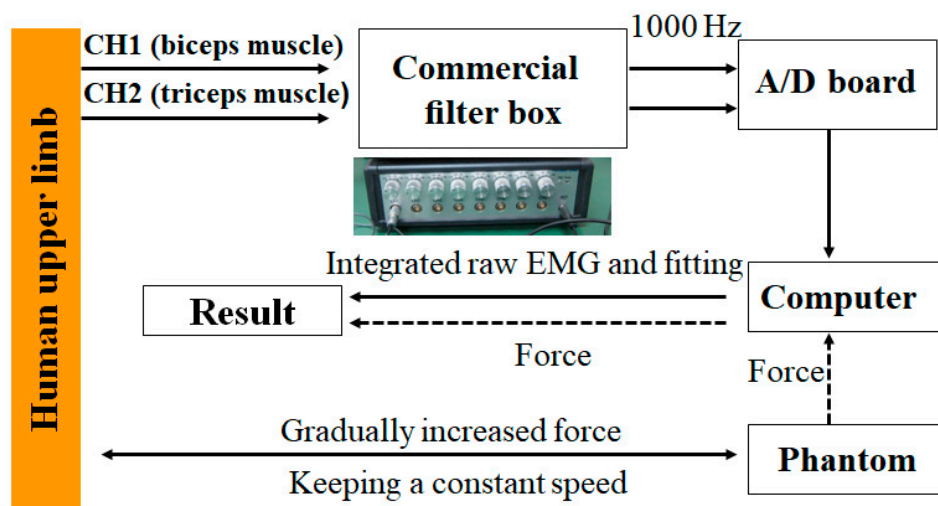 Human upper limb
CH1 (biceps muscle)
CH2 (triceps muscle)
Commercial
filter box
1000 Hz
A/D board
Integrated raw EMG and fitting
Computer
Result
Force
Force
Gradually increased force
Phantom
Keeping a constant speed